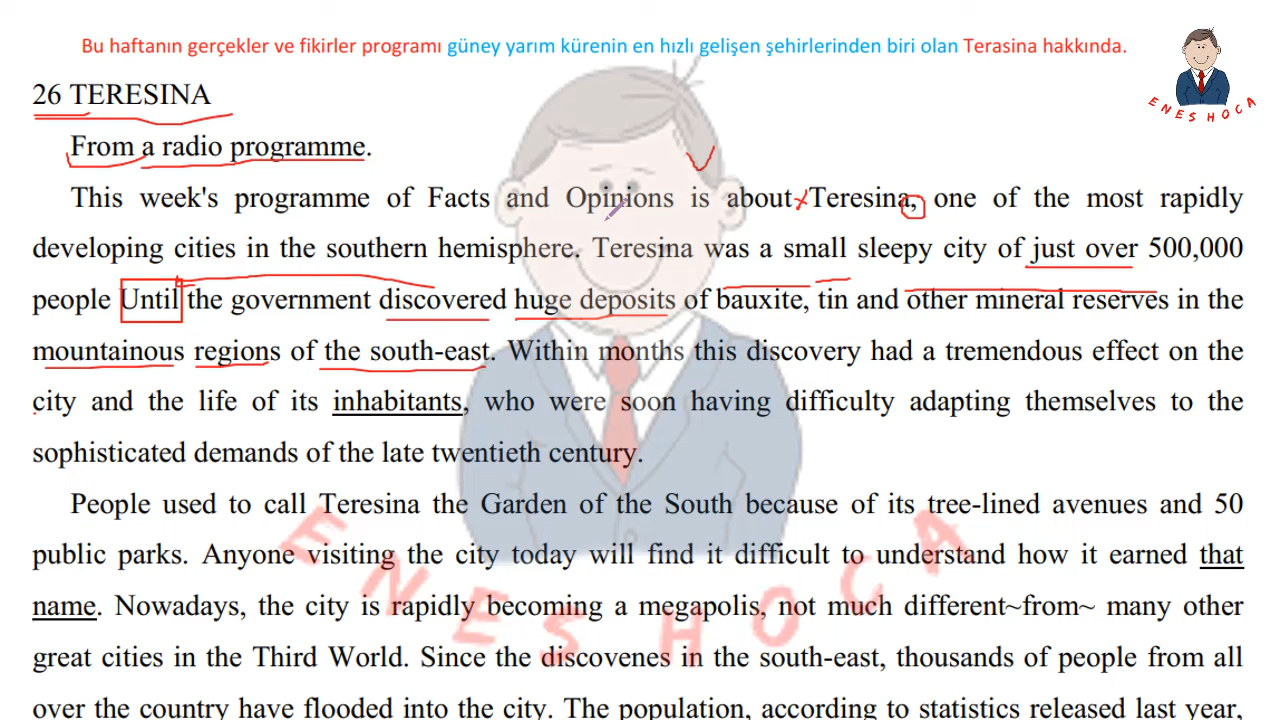 Bu haftanın gerçekler ve fikirler programı güney yarım kürenin en hızlı gelişen şehirlerinden biri olan Terasina hakkında.
ENES HOCA
26 TERESINA
From a radio programme.
This week's programme of Facts and Opinions is about Teresina, one of the most rapidly
developing cities in the southern hemisphere. Teresina was a small sleepy city of just over 500,000
people Until the government discovered huge deposits of bauxite, tin and other mineral reserves in the
mountainous regions of the south-east. Within months this discovery had a tremendous effect on the
city and the life of its inhabitants, who were soon having difficulty adapting themselves to the
sophisticated demands of the late twentieth century.
People used to call Teresina the Garden of the South because of its tree-lined avenues and 50
public parks. Anyone visiting the city today will find it difficult to understand how it earned that
name. Nowadays, the city is rapidly becoming a megapolis, not much different~from~ many other
great cities in the Third World. Since the discovenes in the south-east, thousands of people from all
over the country have flooded into the city. The population, according to statistics released last year,
ENES HOCA